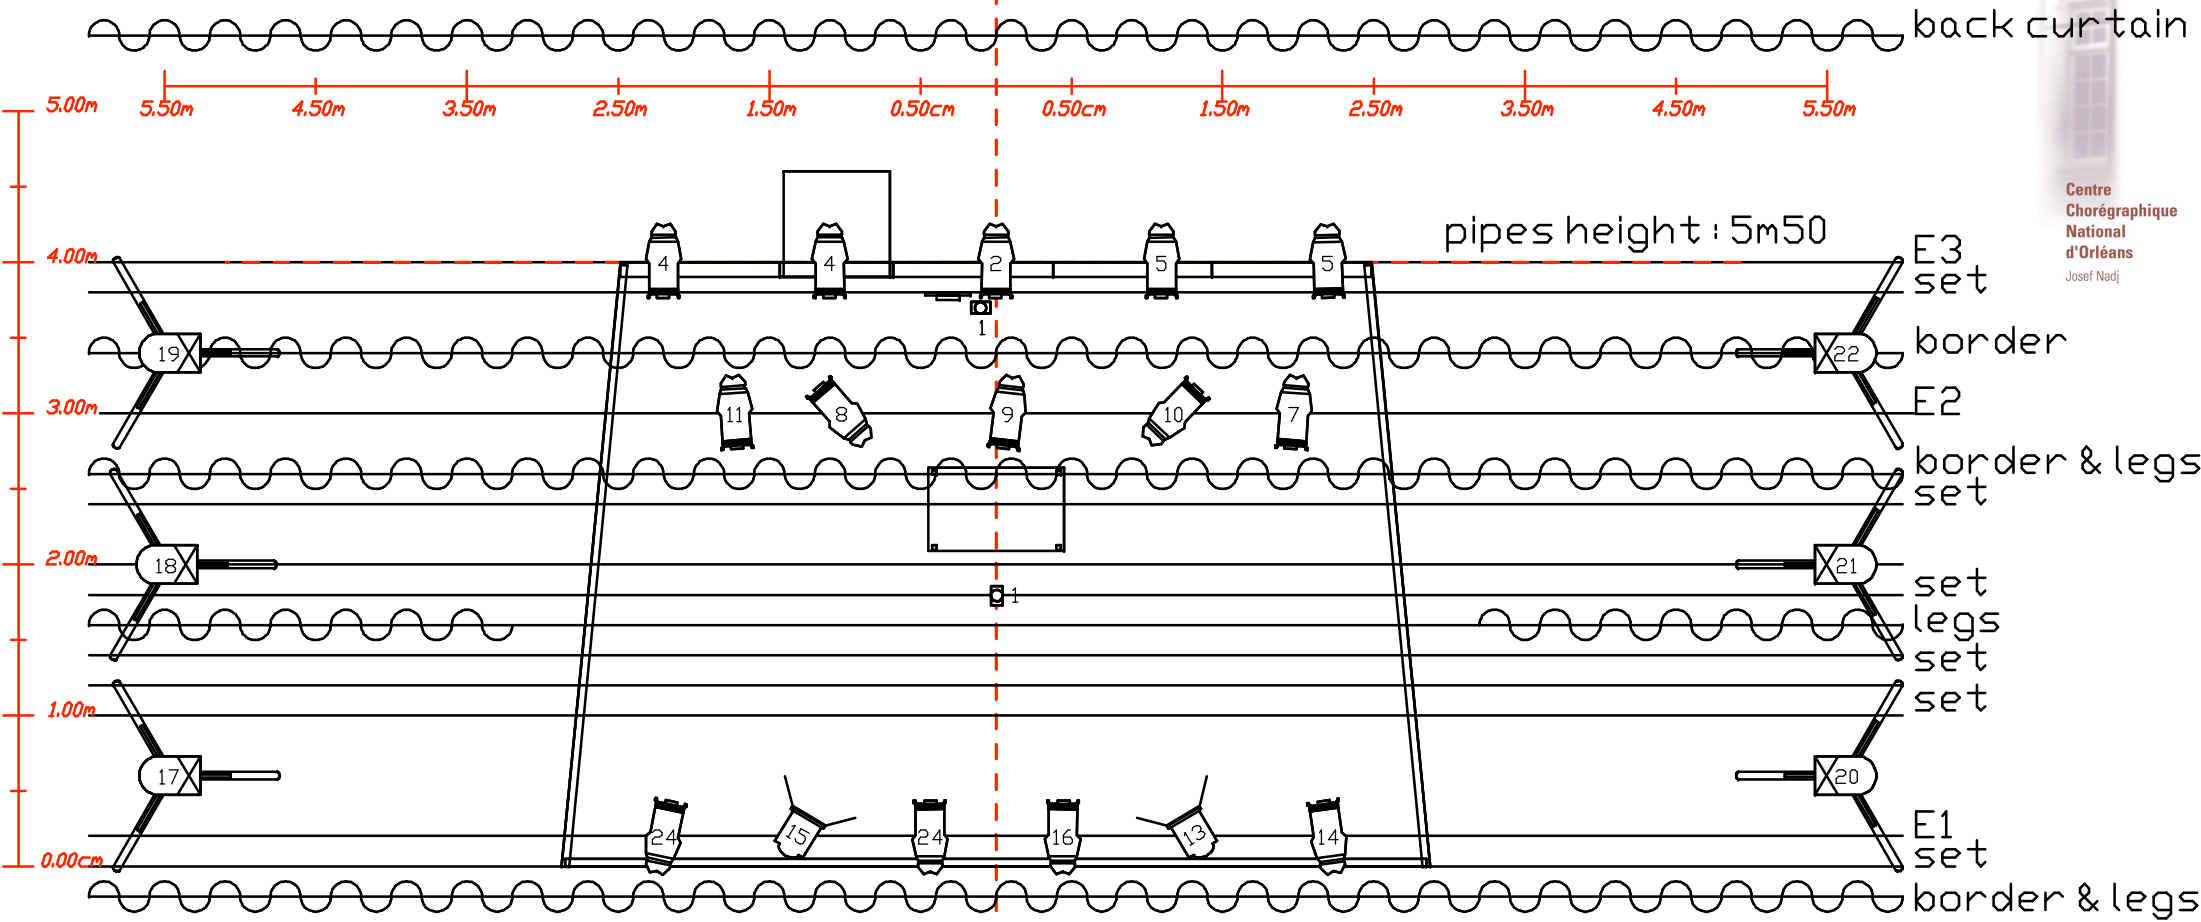 back curtain
5.00m
5.50m 4.50m 3.50m 2.50m 1.50m 0.50cm 0.50cm 1.50m 2.50m 3.50m 4.50m 5.50m
Centre
Chorégraphique
National
d'Orléans
Josef Nadj
pipes height : 5m50
4.00m
4 4 2 5 5
E3
set
1
19
22
border
3.00m
11 8 9 10 7
E2
border & legs
set
2.00m
18
21
1
set
legs
set
set
1.00m
17
20
24 15 24 16 13 14
E1
0.00cm
set
border & legs